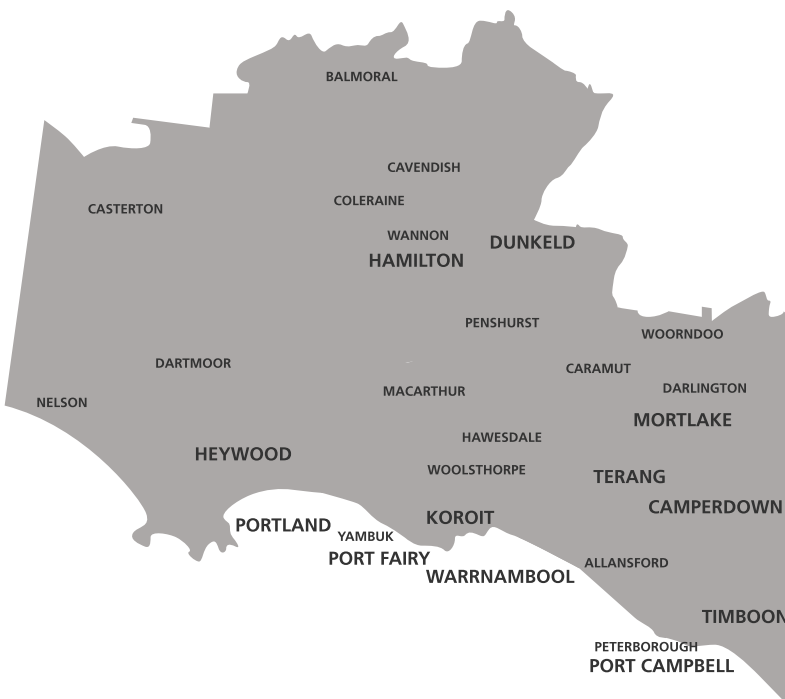 BALMORAL
CAVENDISH
COLERAINE
CASTERTON
WANNON
DUNKELD
HAMILTON
PENSHURST
WOORNDOO
DARTMOOR
CARAMUT
DARLINGTON
MACARTHUR
NELSON
MORTLAKE
HAWESDALE
HEYWOOD
WOOLSTHORPE
TERANG
CAMPERDOWN
KOROIT
PORTLAND
YAMBUK
PORT FAIRY
ALLANSFORD
WARRNAMBOOL
TIMBOON
PETERBOROUGH
PORT CAMPBELL